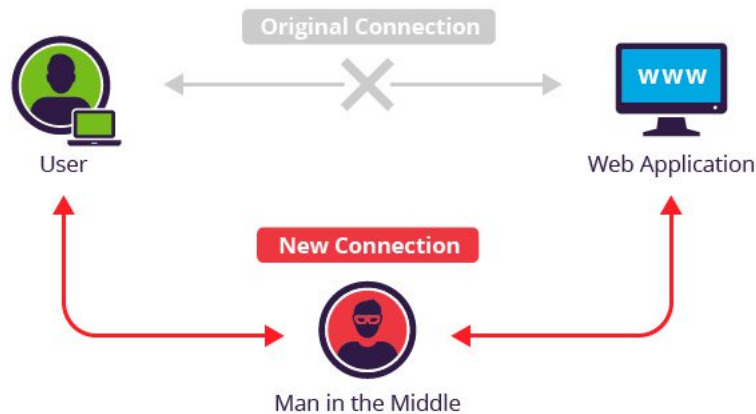 Original Connection
www
User
Web Application
New Connection
Man in the Middle